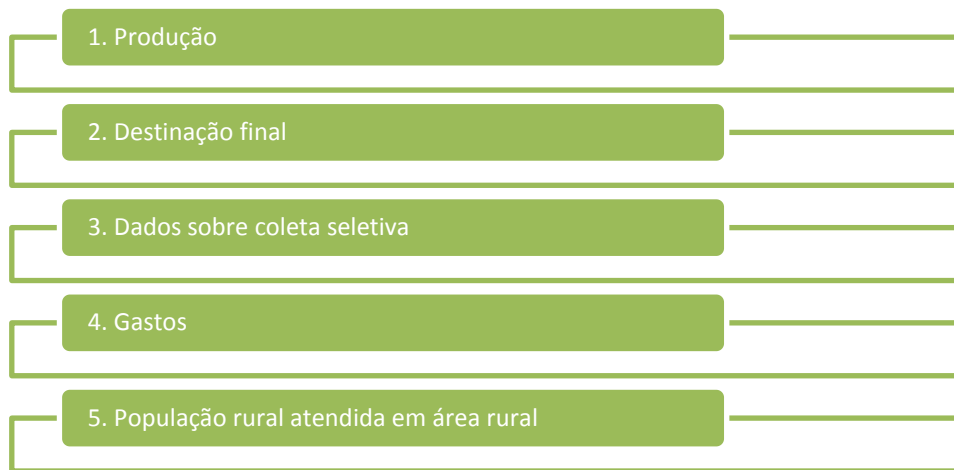 1. Produção
2. Destinação final
3. Dados sobre coleta seletiva
4. Gastos
5. População rural atendida em área rural